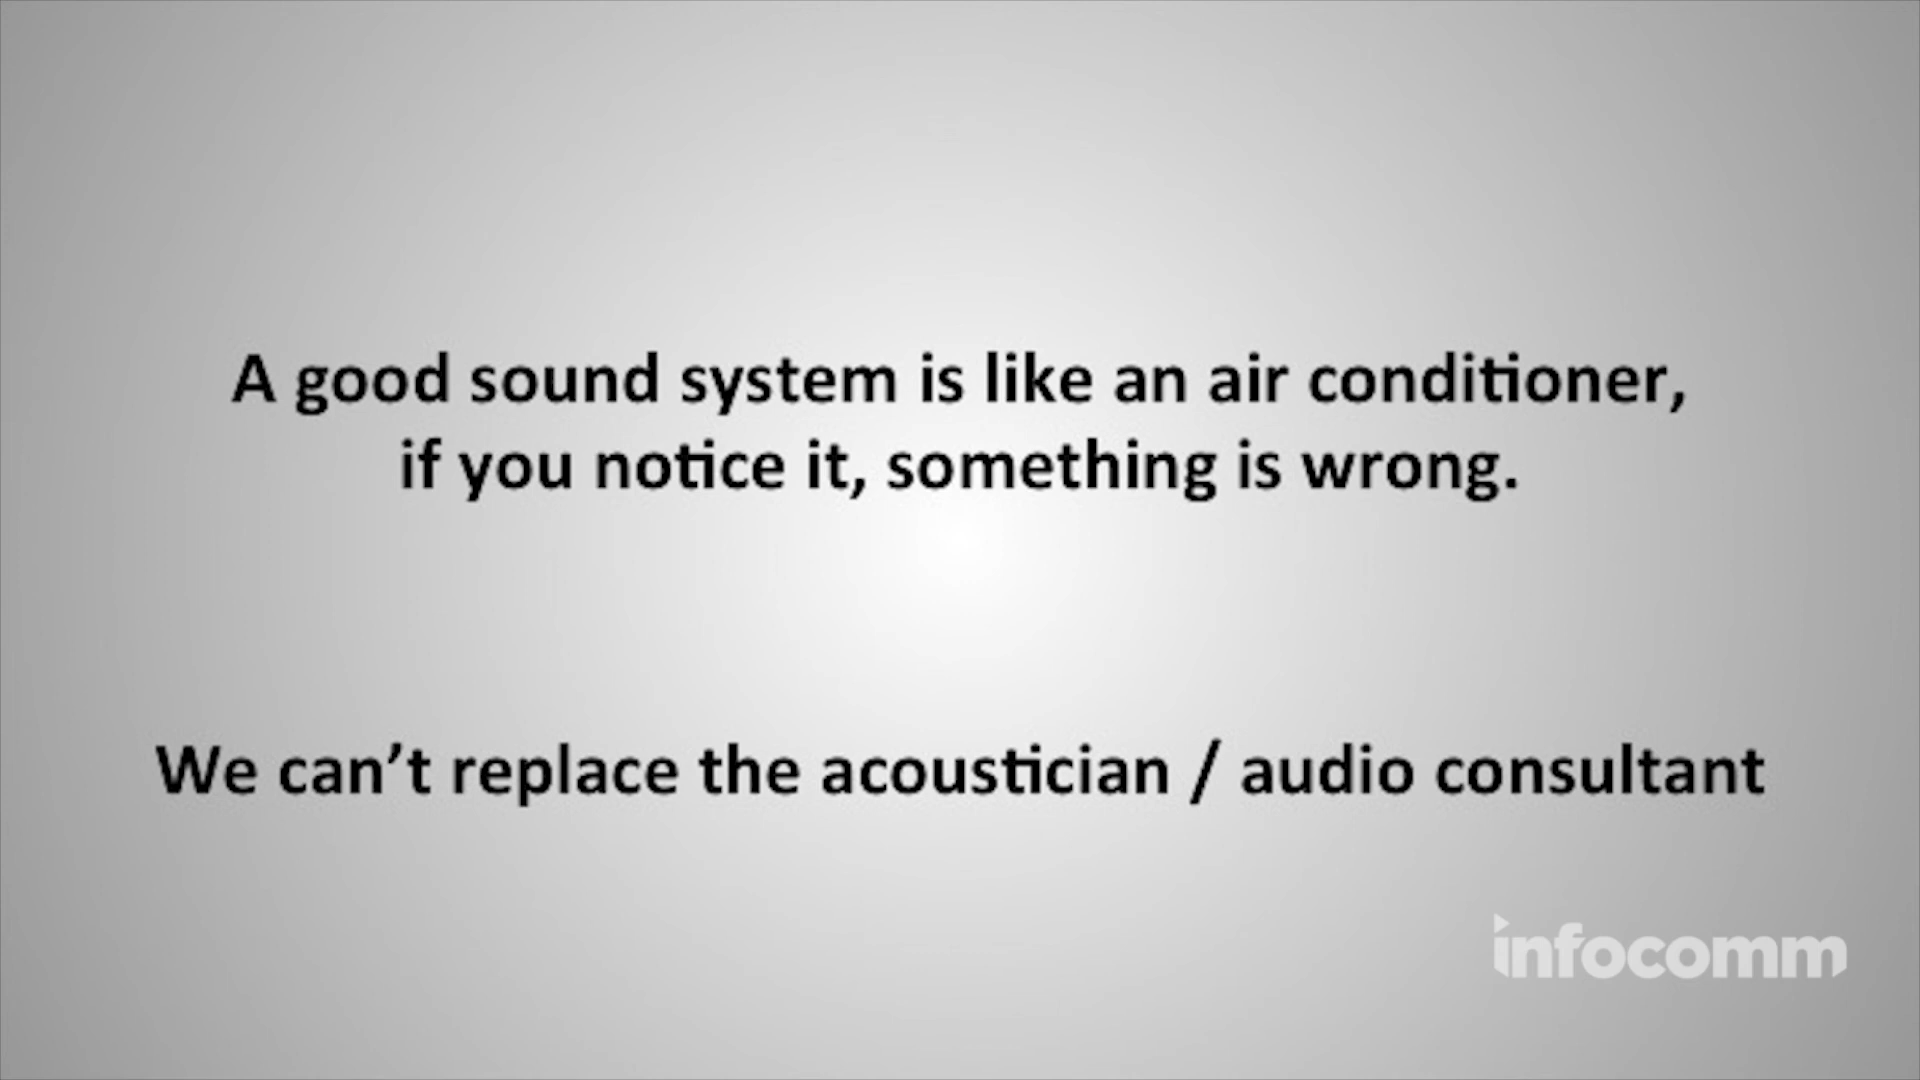 A good sound system is like an air conditioner,
if you notice it, something is wrong.
We can’t replace the acoustician / audio consultant
infocomm